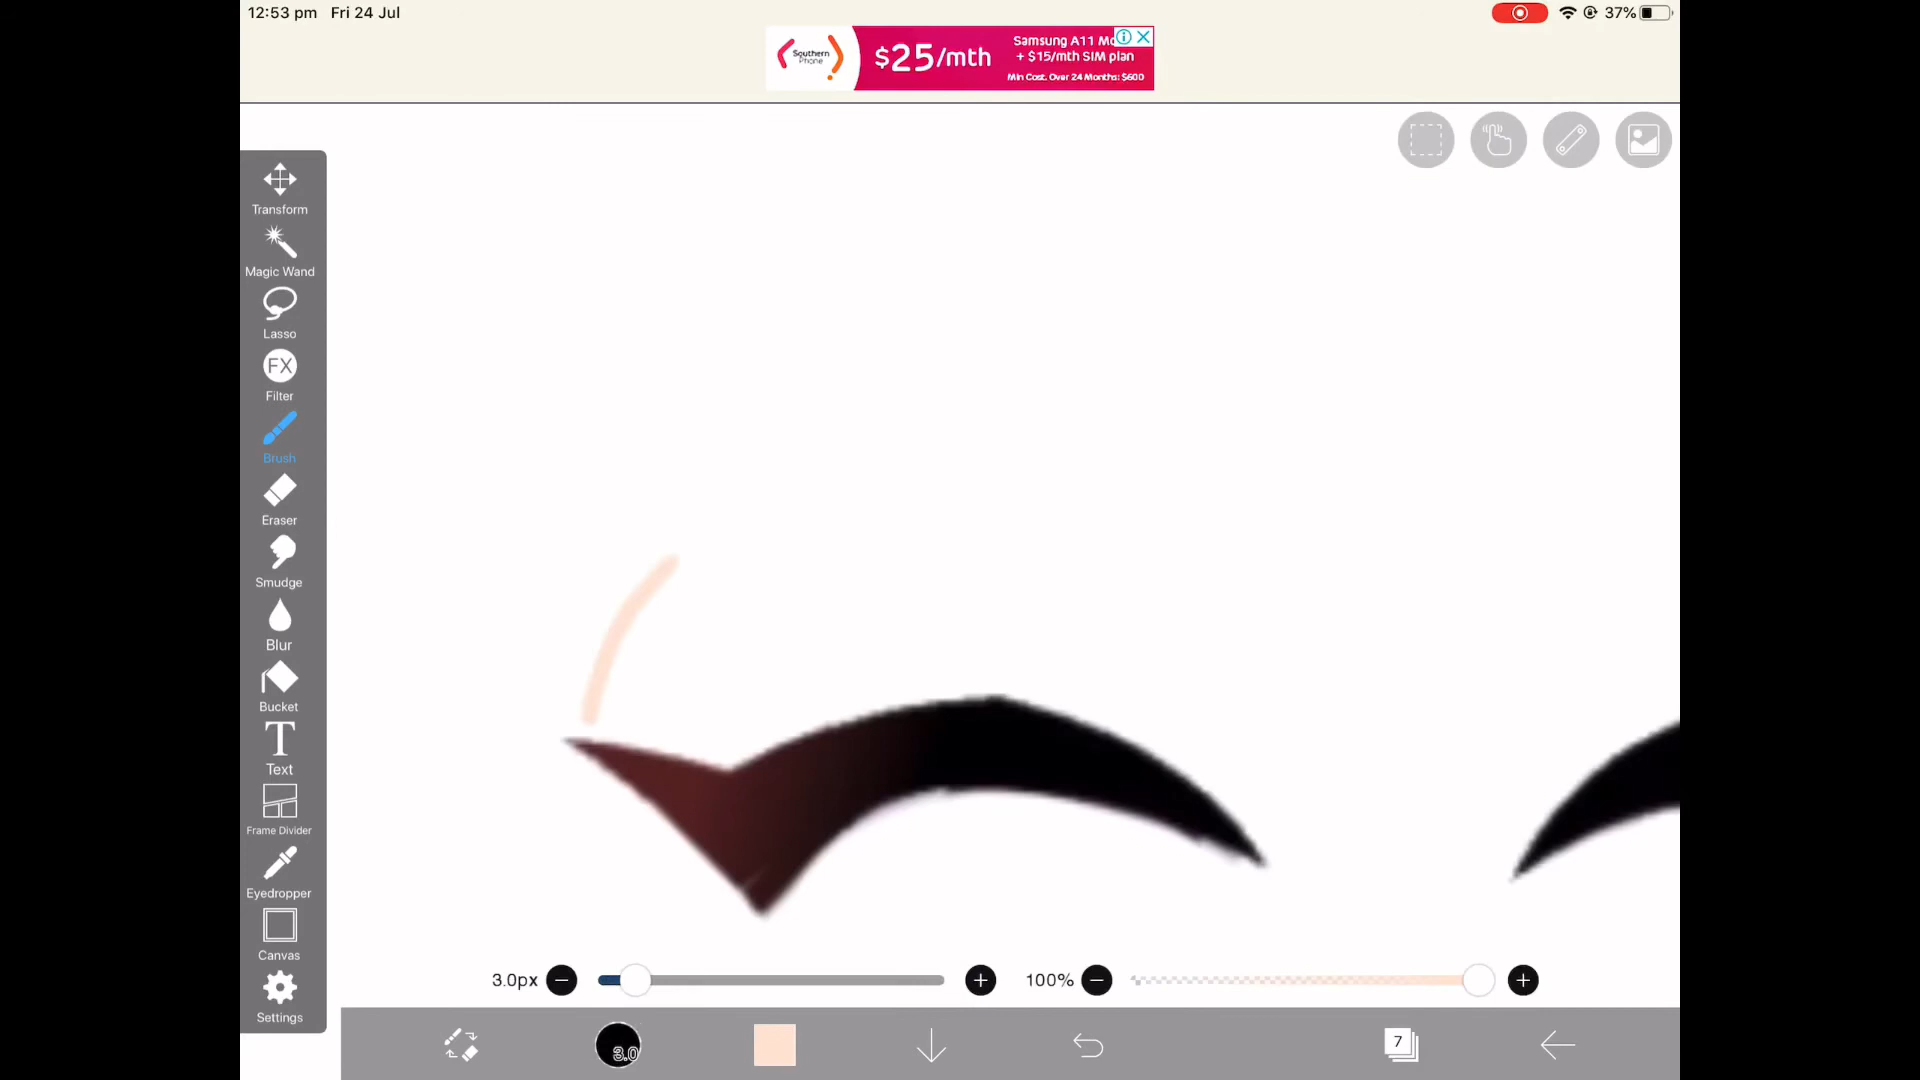 12:53 pm Fri 24 Jul
37%
Southern
Phone
$25/mth
Samsung A11 Mo
+ $15/mth SIM plan
Min Cost. Over 24 Months: $600
Transform
Magic Wand
Lasso
FX
Filter
Brush
Eraser
Smudge
Blur
Bucket
T
Text
Frame Divider
Eyedropper
Canvas
Settings
3.0px
100%
3.0
7